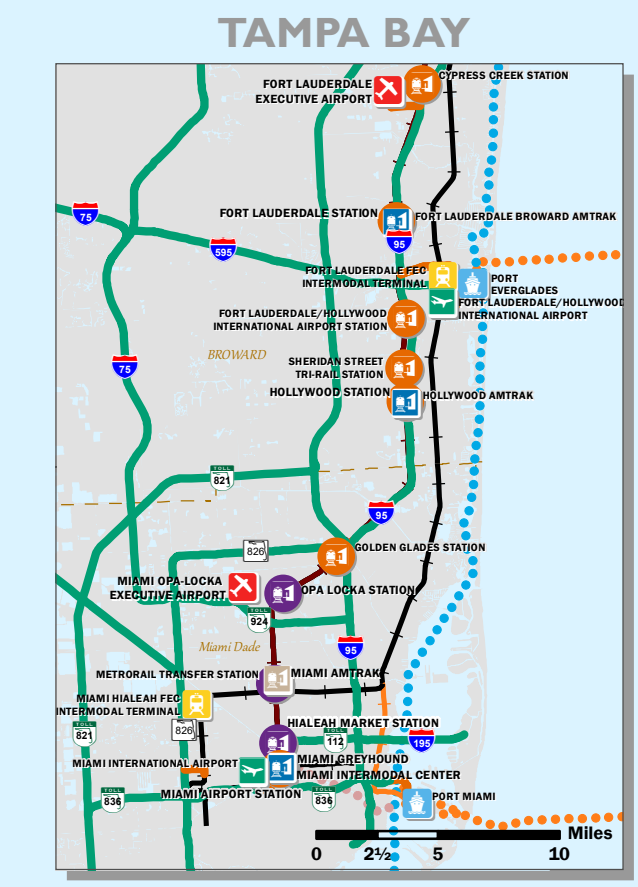 TAMPA BAY
CYPRESS CREEK STATION
FORT LAUDERDALE
EXECUTIVE AIRPORT
75
FORT LAUDERDALE STATION
FORT LAUDERDALE BROWARD AMTRAK
95
595
FORT LAUDERDALE FEC
INTERMODAL TERMINAL
PORT
EVERGLADES
FORT LAUDERDALE/HOLLYWOOD
INTERNATIONAL AIRPORT
FORT LAUDERDALE/HOLLYWOOD
INTERNATIONAL AIRPORT STATION
BROWARD
SHERIDAN STREET
TRI-RAIL STATION
75
HOLLYWOOD STATION
HOLLYWOOD AMTRAK
TOLL
821
95
826
GOLDEN GLADES STATION
MIAMI OPA-LOCKA
EXECUTIVE AIRPORT
OPA LOCKA STATION
TOLL
924
Miami Dade
95
METRORAIL TRANSFER STATION
MIAMI AMTRAK
MIAMI HIALEAH FEC
INTERMODAL TERMINAL
HIALEAH MARKET STATION
826
TOLL
821
TOLL
112
195
MIAMI INTERNATIONAL AIRPORT
MIAMI GREYHOUND
MIAMI INTERMODAL CENTER
MIAMI AIRPORT STATION
TOLL
836
TOLL
836
PORT MIAMI
Miles
0 2½ 5 10